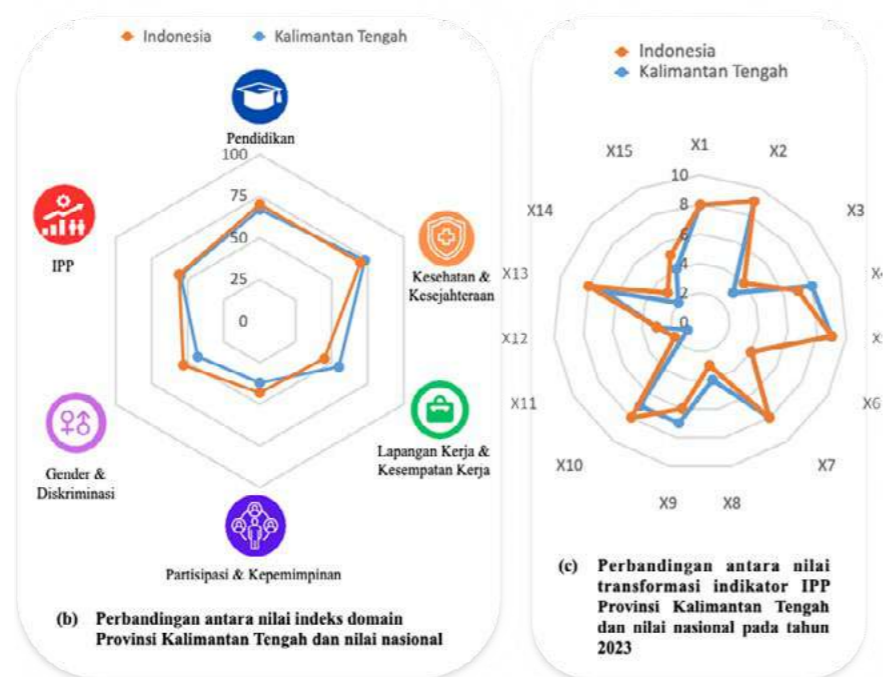 Indonesia Kalimantan Tengah
Pendidikan
100
75
50
25
0
IPP
Kesehatan &
Kesejahteraan
Gender &
Diskriminasi
Lapangan Kerja &
Kesempatan Kerja
Partisipasi & Kepemimpinan
(b) Perbandingan antara nilai indeks domain
Provinsi Kalimantan Tengah dan nilai nasional
Indonesia
Kalimantan Tengah
X1
X15 X2
10
8
6
4
2
0
X14 X3
X13
X12
X11 X6
X10 X7
X9 X8
(c) Perbandingan antara nilai
transformasi indikator IPP
Provinsi Kalimantan Tengah
dan nilai nasional pada tahun
2023